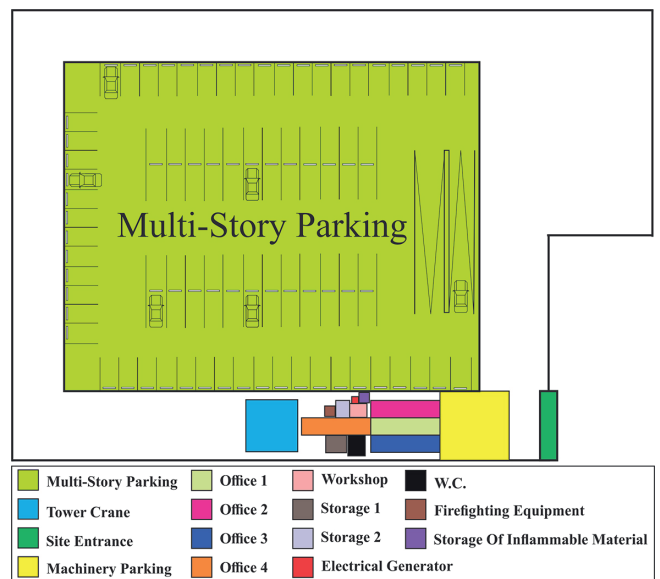 Multi-Story Parking
Multi-Story Parking
Office 1
Workshop
W.C.
Tower Crane
Office 2
Storage 1
Firefighting Equipment
Site Entrance
Office 3
Storage 2
Storage Of Inflammable Material
Machinery Parking
Office 4
Electrical Generator